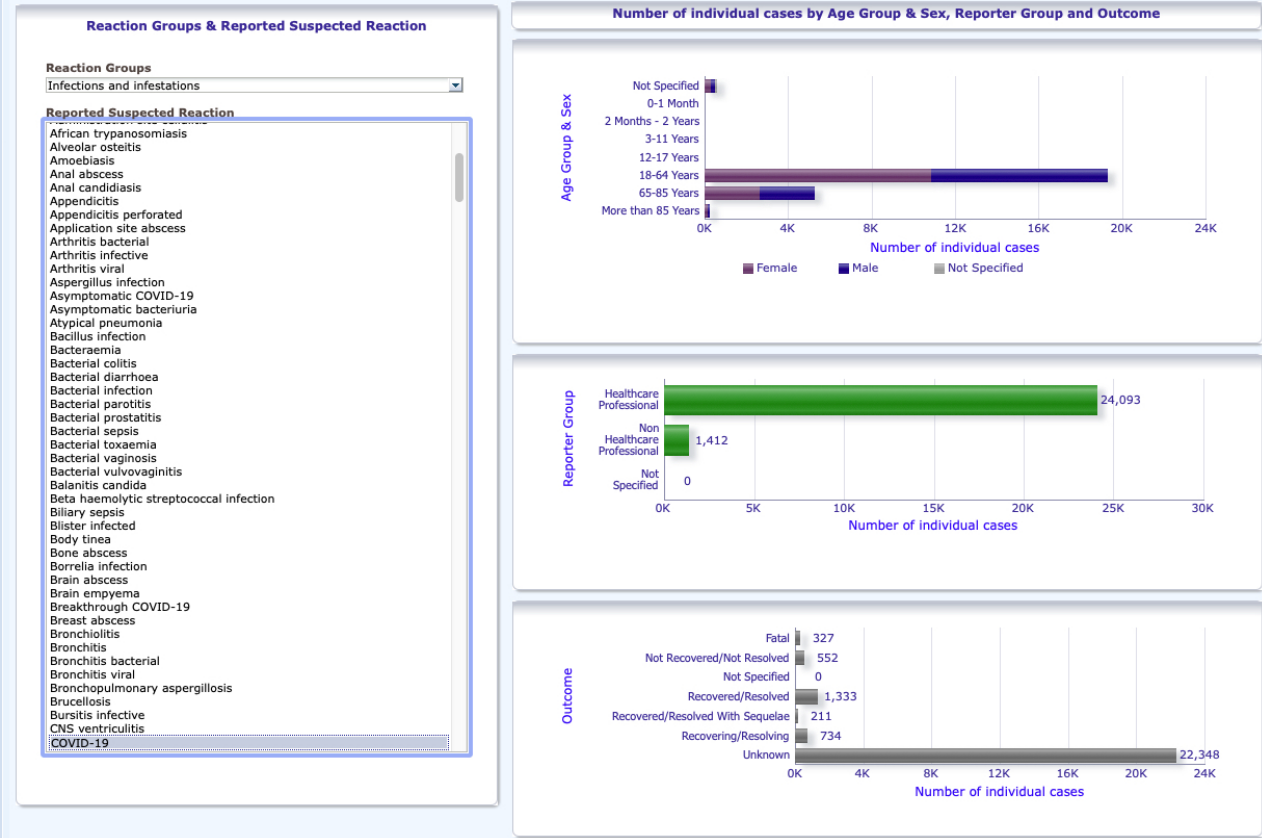 Reaction Groups & Reported Suspected Reaction
Reaction Groups
Infections and infestations
Reported Suspected Reaction
African trypanosomiasis
Alveolar osteitis
Amoebiasis
Anal abscess
Anal candidiasis
Appendicitis
Appendicitis perforated
Application site abscess
Arthritis bacterial
Arthritis infective
Arthritis viral
Aspergillus infection
Asymptomatic COVID-19
Asymptomatic bacteriuria
Atypical pneumonia
Bacillus infection
Bacteraemia
Bacterial colitis
Bacterial diarrhoea
Bacterial infection
Bacterial parotitis
Bacterial prostatitis
Bacterial sepsis
Bacterial toxaemia
Bacterial vaginosis
Bacterial vulvovaginitis
Balanitis candida
Beta haemolytic streptococcal infection
Biliary sepsis
Blister infected
Body tinea
Bone abscess
Borrelia infection
Brain abscess
Brain empyema
Breakthrough COVID-19
Breast abscess
Bronchiolitis
Bronchitis
Bronchitis bacterial
Bronchitis viral
Bronchopulmonary aspergillosis
Brucellosis
Bursitis infective
CNS ventriculitis
COVID-19
Number of individual cases by Age Group & Sex, Reporter Group and Outcome
Age Group & Sex
Not Specified
0-1 Month
2 Months - 2 Years
3-11 Years
12-17 Years
18-64 Years
65-85 Years
More than 85 Years
0K 4K 8K 12K 16K 20K 24K
Number of individual cases
Female Male Not Specified
Reporter Group
Healthcare
Professional 24,093
Non
Healthcare
Professional 1,412
Not
Specified 0
0K 5K 10K 15K 20K 25K 30K
Number of individual cases
Outcome
Fatal 327
Not Recovered/Not Resolved 552
Not Specified 0
Recovered/Resolved 1,333
Recovered/Resolved With Sequelae 211
Recovering/Resolving 734
Unknown 22,348
0K 4K 8K 12K 16K 20K 24K
Number of individual cases